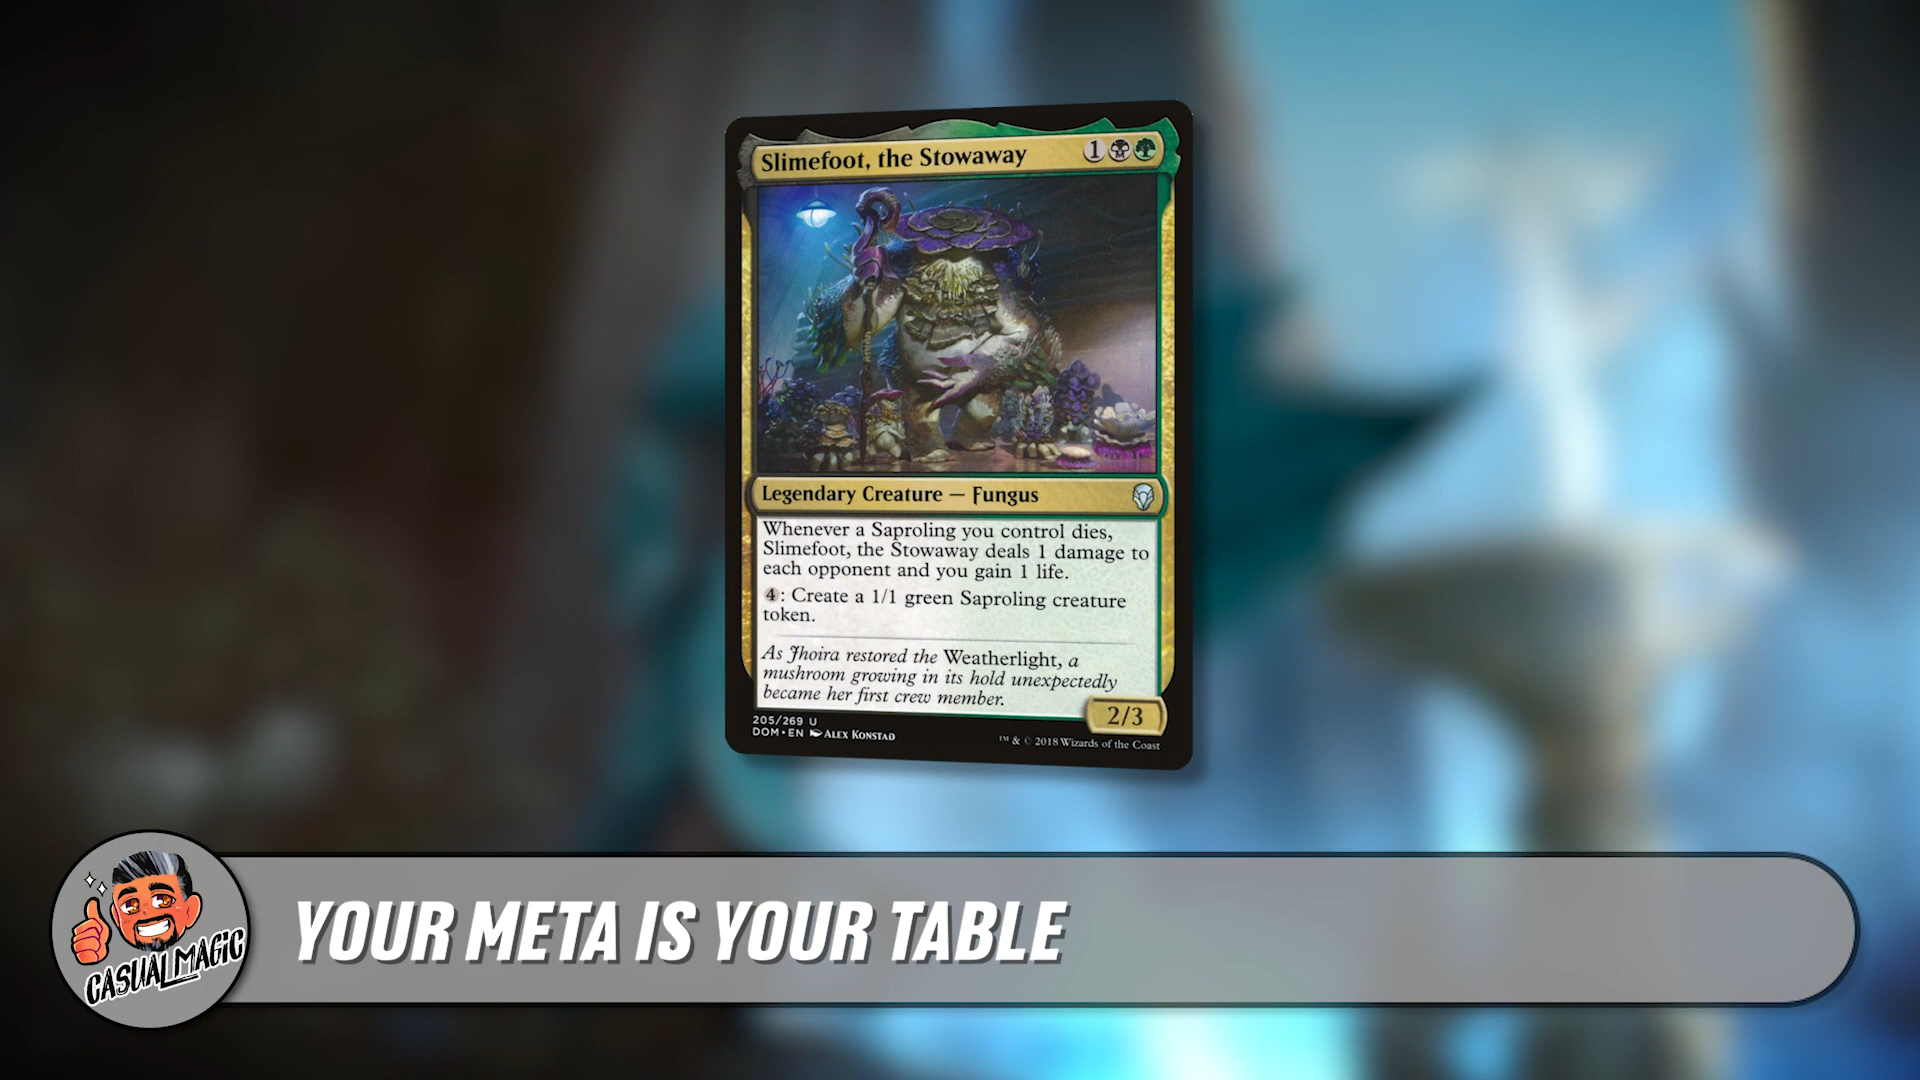 Slimefoot, the Stowaway 1
Legendary Creature — Fungus
Whenever a Saproling you control dies,
Slimefoot, the Stowaway deals 1 damage to
each opponent and you gain 1 life.
4: Create a 1/1 green Saproling creature
token.
As Jhoira restored the Weatherlight, a
mushroom growing in its hold unexpectedly
became her first crew member.
2/3
205/269 U
DOM • EN ALEX KONSTAD
™ & © 2018 Wizards of the Coast
CASUAL MAGIC
YOUR META IS YOUR TABLE